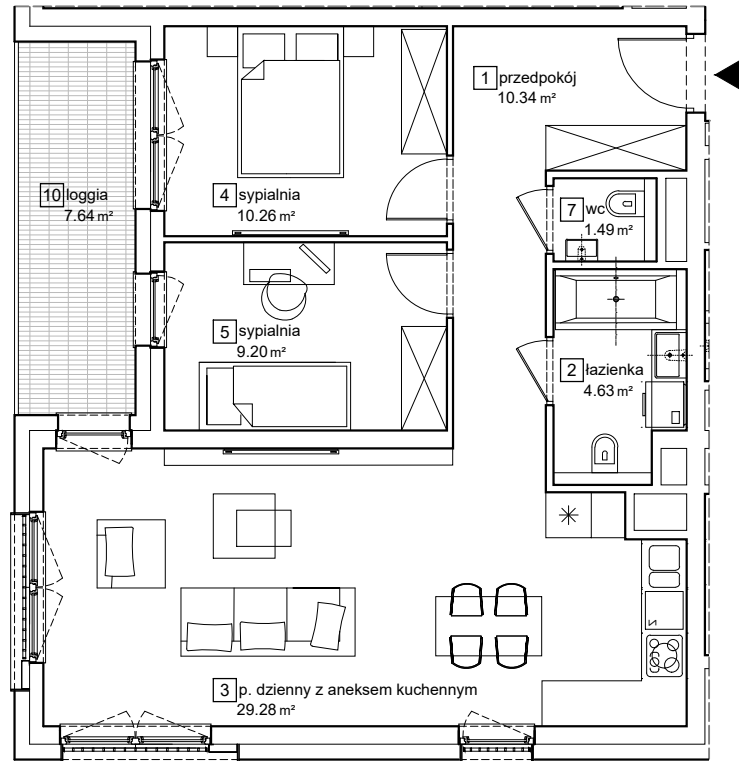 1 przedpokój
10.34 m²
10 loggia
7.64 m²
4 sypialnia
10.26 m²
7 wc
1.49 m²
5 sypialnia
9.20 m²
2 łazienka
4.63 m²
3 p. dzienny z aneksem kuchennym
29.28 m²